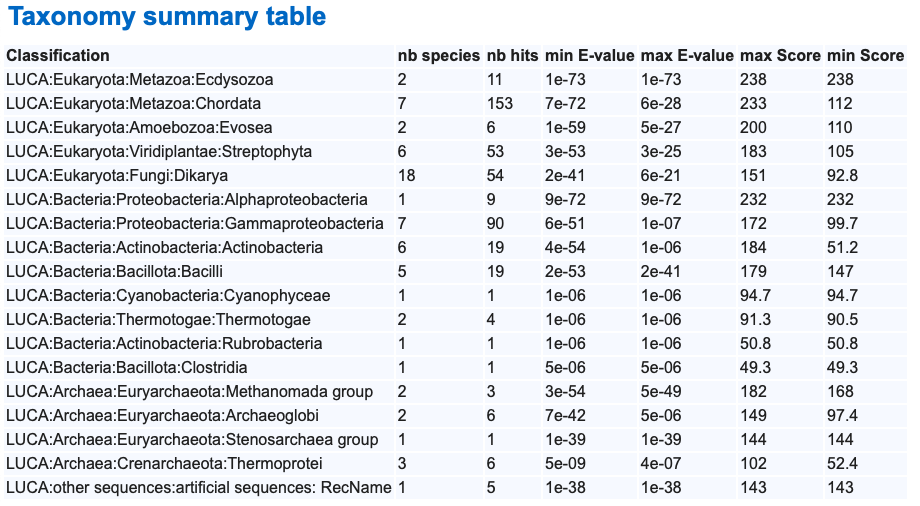 Taxonomy summary table
Classification nb species nb hits min E-value max E-value max Score min Score
LUCA:Eukaryota:Metazoa:Ecdysozoa 2 11 1e-73 1e-73 238 238
LUCA:Eukaryota:Metazoa:Chordata 7 153 7e-72 6e-28 233 112
LUCA:Eukaryota:Amoebozoa:Evosea 2 6 1e-59 5e-27 200 110
LUCA:Eukaryota:Viridiplantae:Streptophyta 6 53 3e-53 3e-25 183 105
LUCA:Eukaryota:Fungi:Dikarya 18 54 2e-41 6e-21 151 92.8
LUCA:Bacteria:Proteobacteria:Alphaproteobacteria 1 9 9e-72 9e-72 232 232
LUCA:Bacteria:Proteobacteria:Gammaproteobacteria 7 90 6e-51 1e-07 172 99.7
LUCA:Bacteria:Actinobacteria:Actinobacteria 6 19 4e-54 1e-06 184 51.2
LUCA:Bacteria:Bacillota:Bacilli 5 19 2e-53 2e-41 179 147
LUCA:Bacteria:Cyanobacteria:Cyanophyceae 1 1 1e-06 1e-06 94.7 94.7
LUCA:Bacteria:Thermotogae:Thermotogae 2 4 1e-06 1e-06 91.3 90.5
LUCA:Bacteria:Actinobacteria:Rubrobacteria 1 1 1e-06 1e-06 50.8 50.8
LUCA:Bacteria:Bacillota:Clostridia 1 1 5e-06 5e-06 49.3 49.3
LUCA:Archaea:Euryarchaeota:Methanomada group 2 3 3e-54 5e-49 182 168
LUCA:Archaea:Euryarchaeota:Archaeoglobi 2 6 7e-42 5e-06 149 97.4
LUCA:Archaea:Euryarchaeota:Stenosarchaea group 1 1 1e-39 1e-39 144 144
LUCA:Archaea:Crenarchaeota:Thermoprotei 3 6 5e-09 4e-07 102 52.4
LUCA:other sequences:artificial sequences: RecName 1 5 1e-38 1e-38 143 143